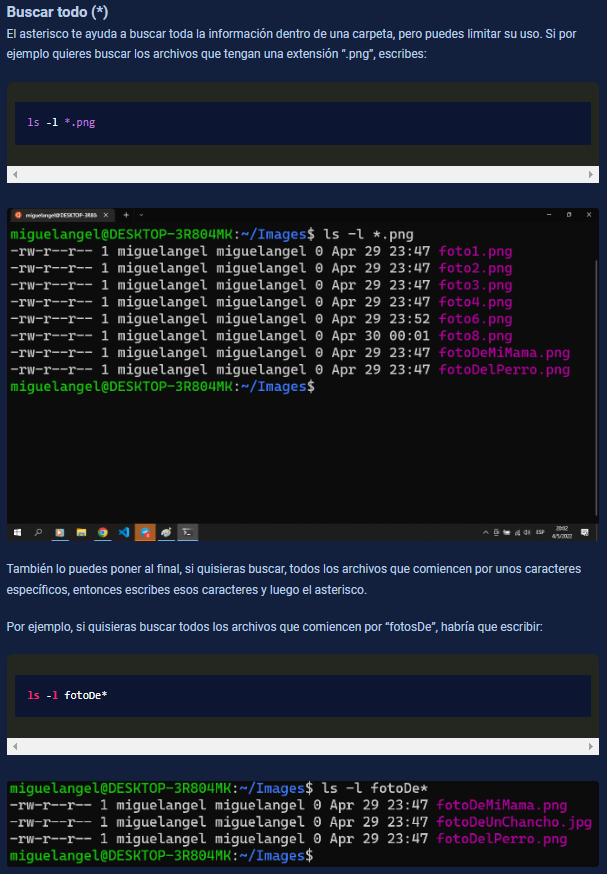 Buscar todo (*)
El asterisco te ayuda a buscar toda la información dentro de una carpeta, pero puedes limitar su uso. Si por
ejemplo quieres buscar los archivos que tengan una extensión “.png”, escribes:
ls -l *.png
miguelangel@DESKTOP-3R80
miguelangel@DESKTOP-3R804MK:~/Images$ ls -l *.png
-rw-r--r-- 1 miguelangel miguelangel 0 Apr 29 23:47 foto1.png
-rw-r--r-- 1 miguelangel miguelangel 0 Apr 29 23:47 foto2.png
-rw-r--r-- 1 miguelangel miguelangel 0 Apr 29 23:47 foto3.png
-rw-r--r-- 1 miguelangel miguelangel 0 Apr 29 23:47 foto4.png
-rw-r--r-- 1 miguelangel miguelangel 0 Apr 29 23:52 foto6.png
-rw-r--r-- 1 miguelangel miguelangel 0 Apr 30 00:01 foto8.png
-rw-r--r-- 1 miguelangel miguelangel 0 Apr 29 23:47 fotoDeMiMama.png
-rw-r--r-- 1 miguelangel miguelangel 0 Apr 29 23:47 fotoDelPerro.png
miguelangel@DESKTOP-3R804MK:~/Images$
ESP
20:02
4/5/2022
También lo puedes poner al final, si quisieras buscar, todos los archivos que comiencen por unos caracteres
específicos, entonces escribes esos caracteres y luego el asterisco.
Por ejemplo, si quisieras buscar todos los archivos que comiencen por “fotosDe”, habría que escribir:
ls -l fotoDe*
miguelangel@DESKTOP-3R804MK:~/Images$ ls -l fotoDe*
-rw-r--r-- 1 miguelangel miguelangel 0 Apr 29 23:47 fotoDeMiMama.png
-rw-r--r-- 1 miguelangel miguelangel 0 Apr 29 23:47 fotoDeUnChancho.jpg
-rw-r--r-- 1 miguelangel miguelangel 0 Apr 29 23:47 fotoDelPerro.png
miguelangel@DESKTOP-3R804MK:~/Images$